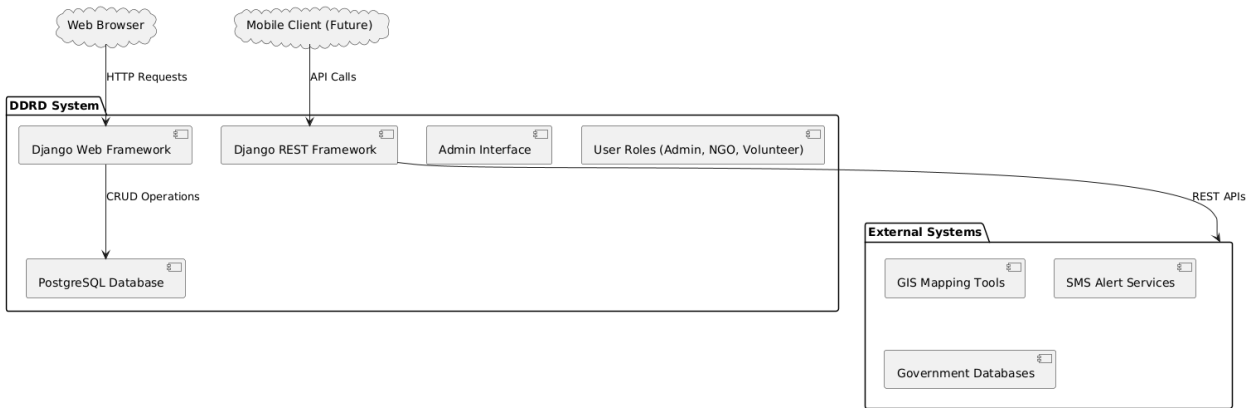 Web Browser
Mobile Client (Future)
HTTP Requests
API Calls
DDRD System
Django Web Framework
Django REST Framework
Admin Interface
User Roles (Admin, NGO, Volunteer)
CRUD Operations
REST APIs
External Systems
PostgreSQL Database
GIS Mapping Tools
SMS Alert Services
Government Databases